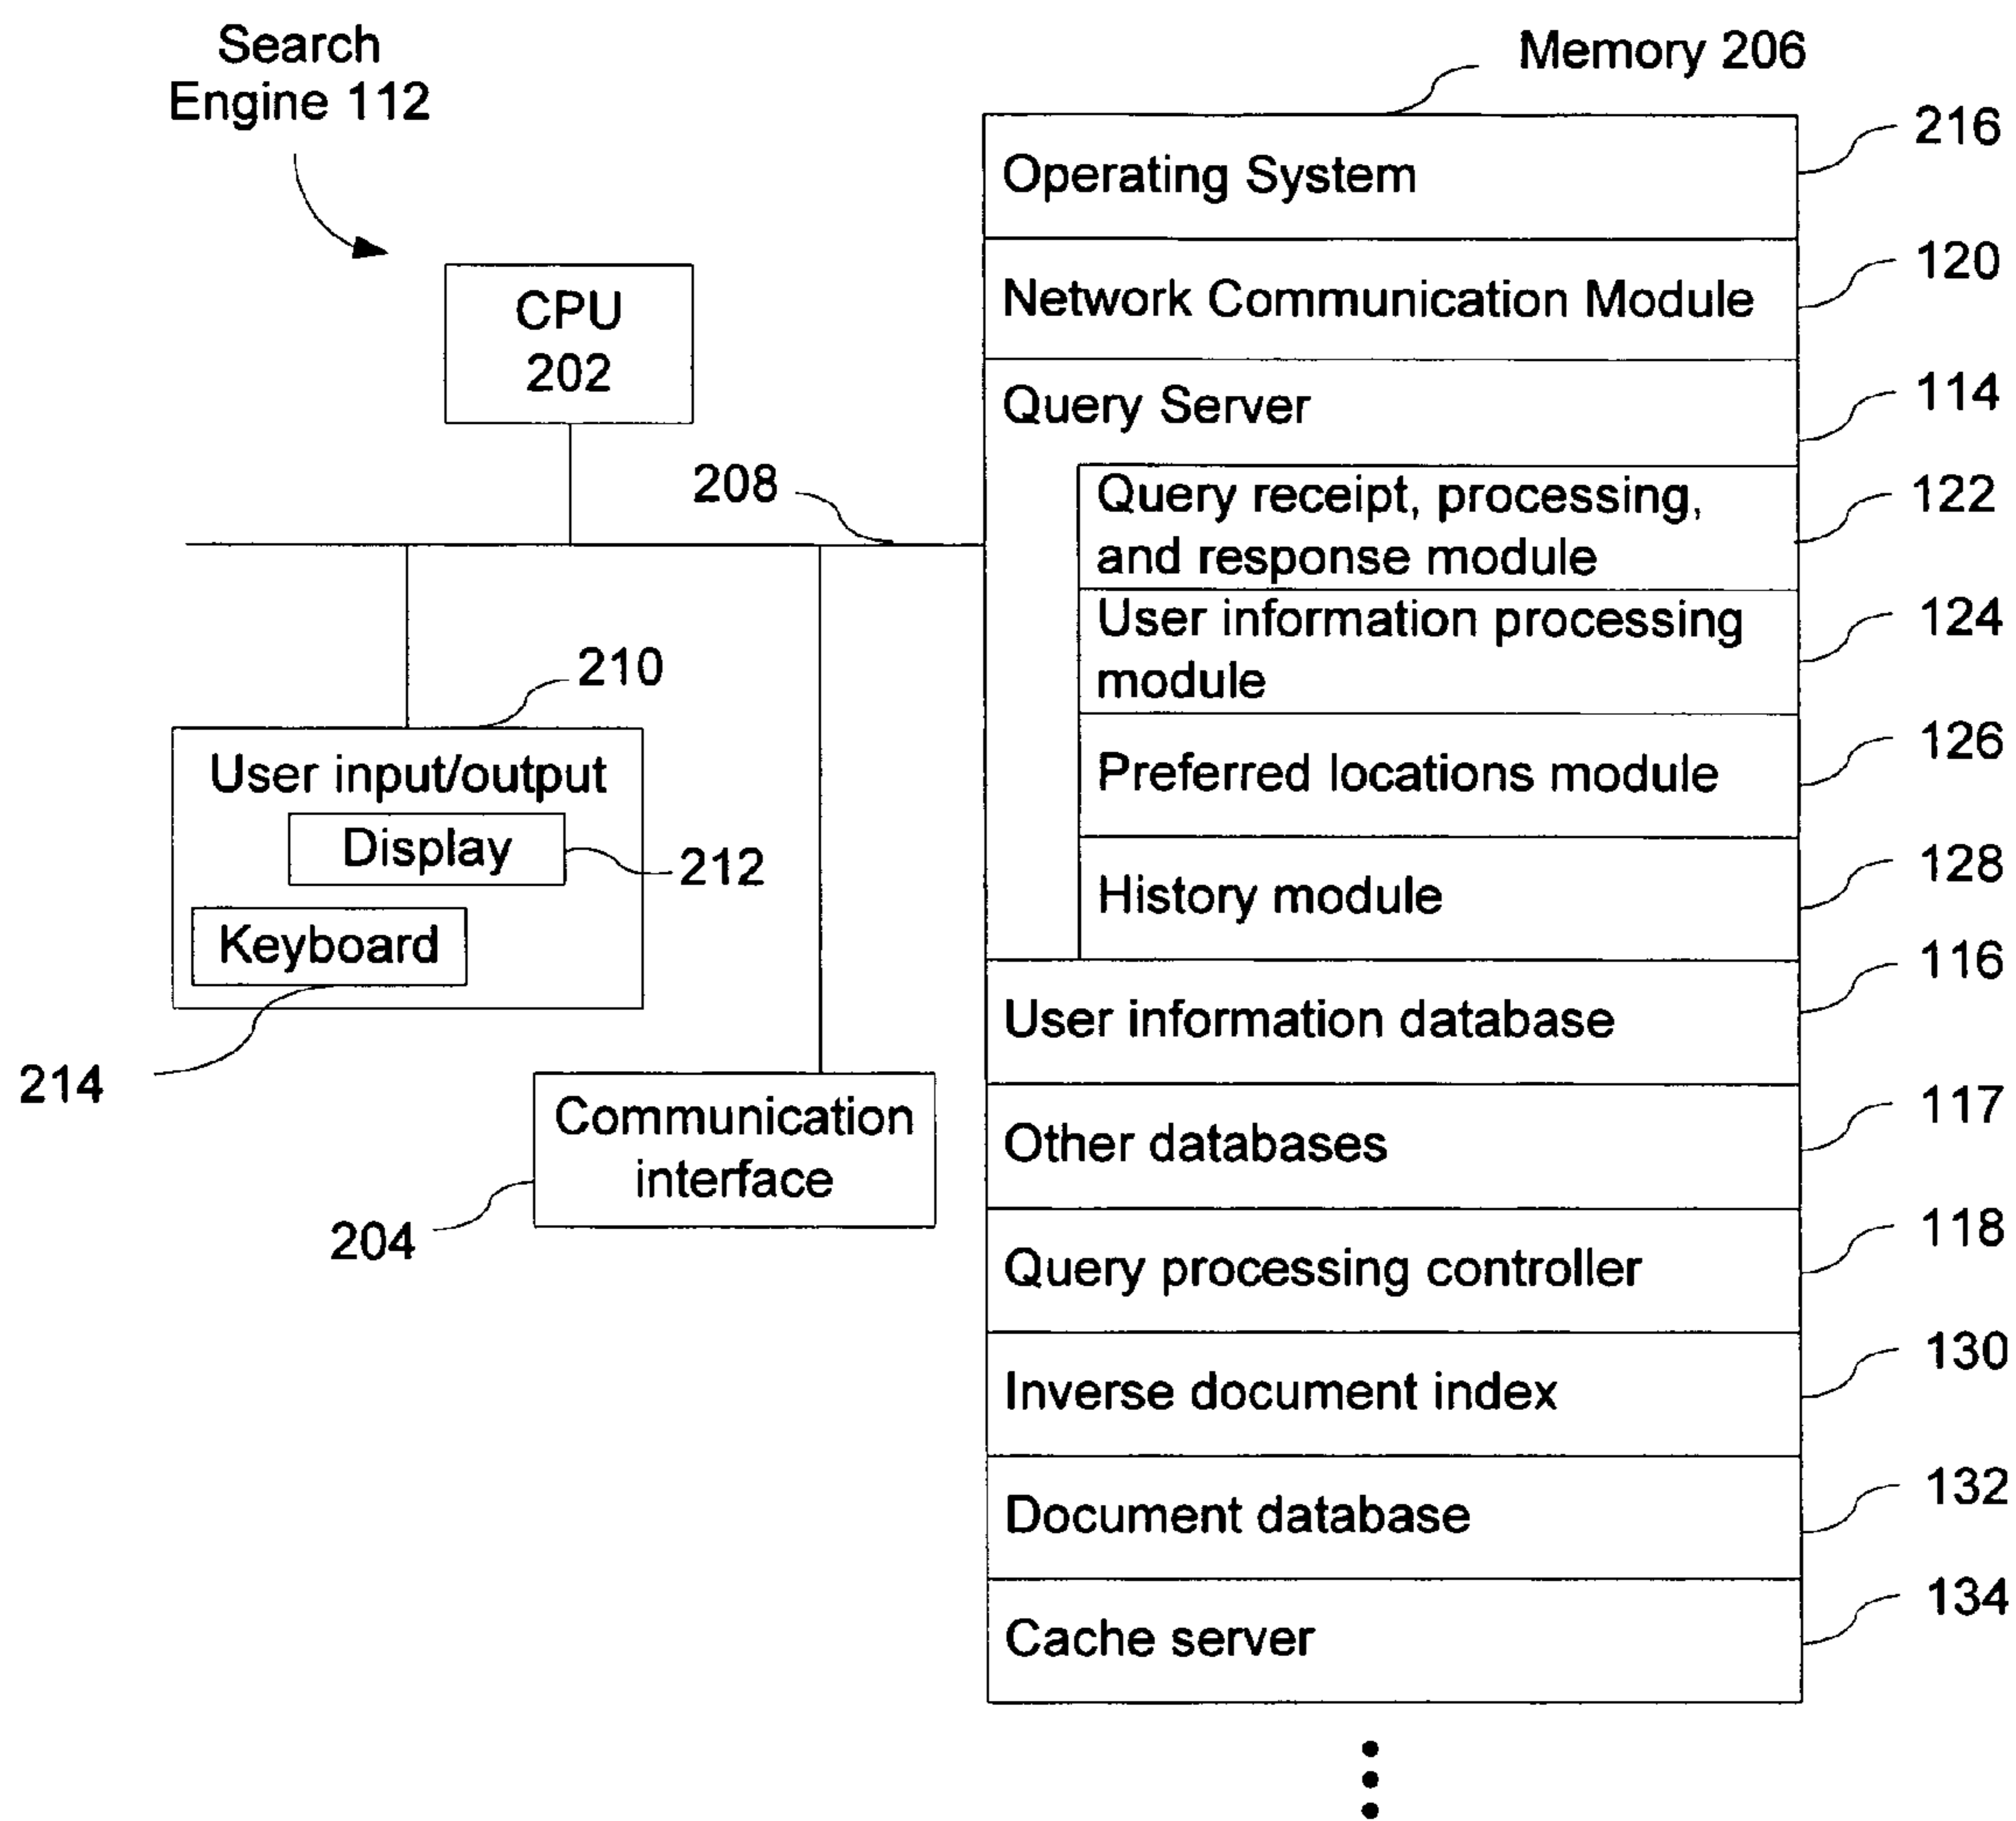 Search
Engine 112
Memory 206
216
Operating System
120
Network Communication Module
CPU
202
114
Query Server
208
122
Query receipt, processing,
and response module
124
User information processing
module
210
126
User input/output
Preferred locations module
Display
212
128
History module
Keyboard
116
User information database
214
117
Communication
interface
Other databases
204
118
Query processing controller
130
Inverse document index
132
Document database
134
Cache server